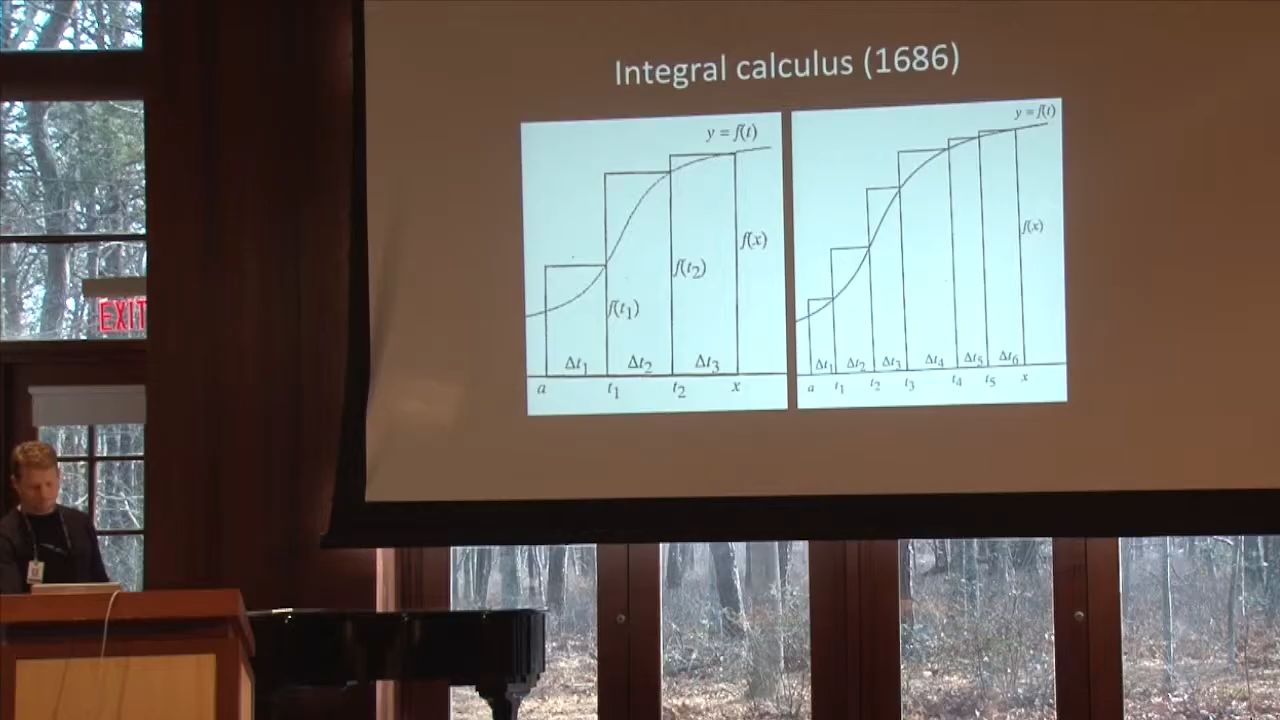 Integral calculus (1686)
y = f(t)
f(x)
f(t₂)
f(t₁)
Δt₁ Δt₂ Δt₃
a t₁ t₂ x
y = f(t)
f(x)
Δt₁ Δt₂ Δt₃ Δt₄ Δt₅ Δt₆
a t₁ t₂ t₃ t₄ t₅ x
EXIT